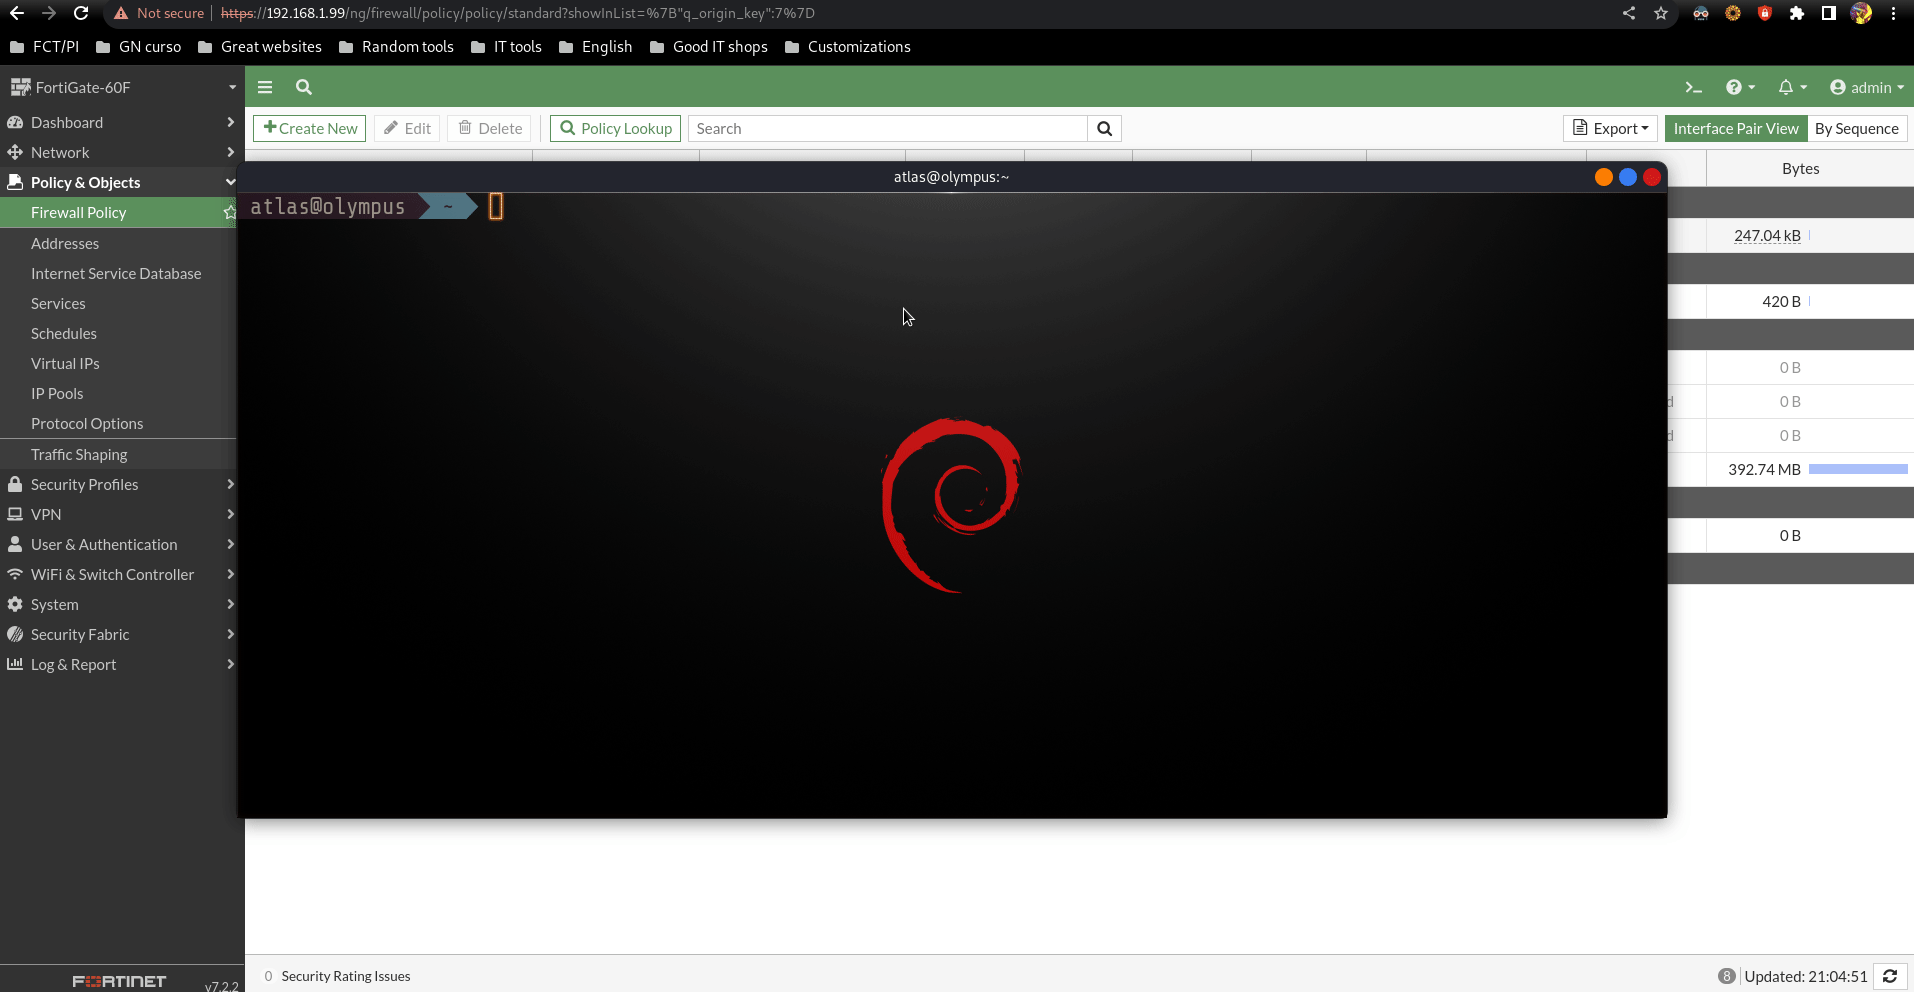 Not secure https://192.168.1.99/ng/firewall/policy/policy/standard?showInList=%7B"q_origin_key":7%7D
FCT/PI GN curso Great websites Random tools IT tools English Good IT shops Customizations
FortiGate-60F
admin
Dashboard
Network
Policy & Objects
Firewall Policy
Addresses
Internet Service Database
Services
Schedules
Virtual IPs
IP Pools
Protocol Options
Traffic Shaping
Security Profiles
VPN
User & Authentication
WiFi & Switch Controller
System
Security Fabric
Log & Report
FORTINET v7.2.2
+Create New Edit Delete Policy Lookup Search Export Interface Pair View By Sequence
Bytes
atlas@olympus:~
atlas@olympus ~
247.04 kB
420 B
0 B
d 0 B
d 0 B
392.74 MB
0 B
0 Security Rating Issues
8 Updated: 21:04:51